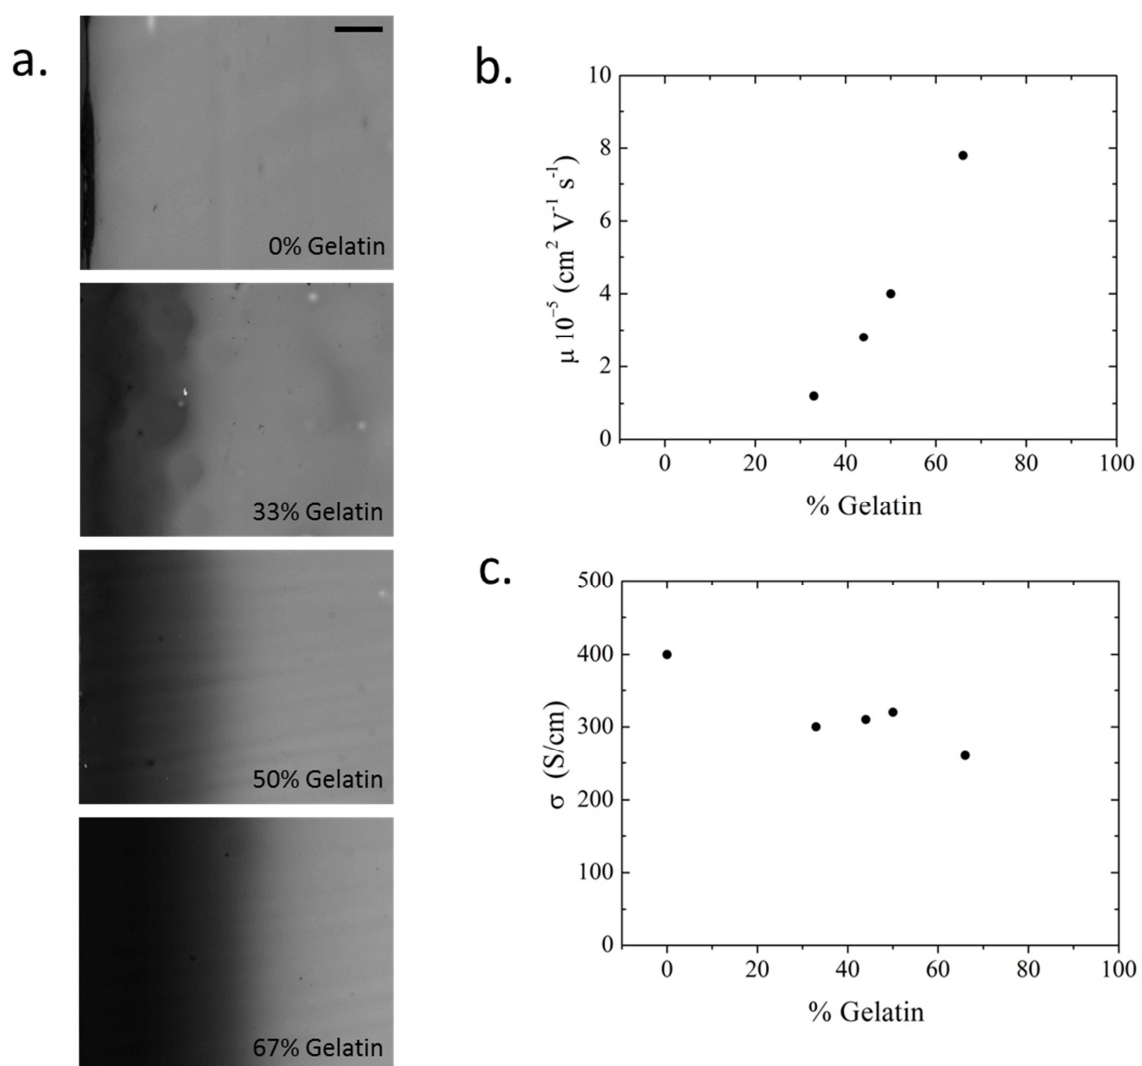 a.
0% Gelatin
33% Gelatin
50% Gelatin
67% Gelatin
b.
10
8
6
4
2
0
μ 10⁻⁵ (cm² V⁻¹ s⁻¹)
0 20 40 60 80 100
% Gelatin
c.
500
400
300
200
100
0
σ (S/cm)
0 20 40 60 80 100
% Gelatin